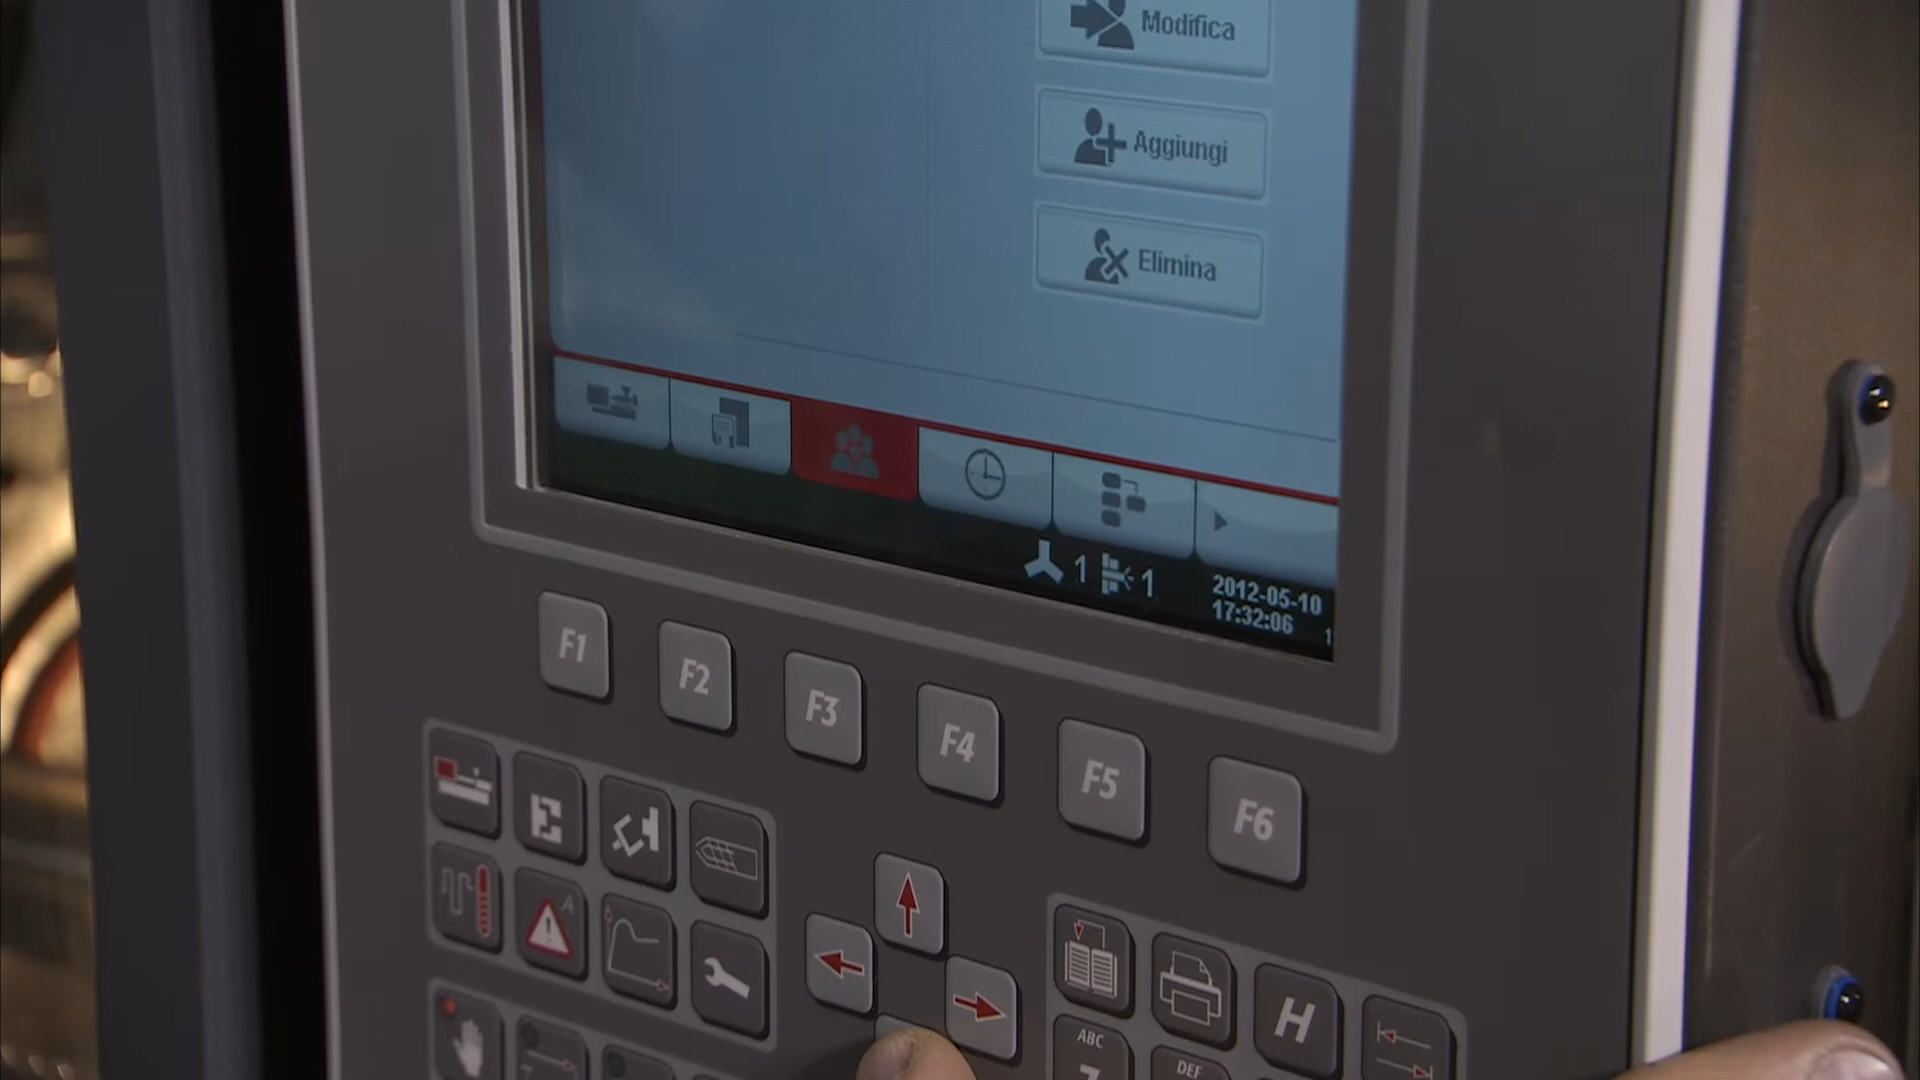 Modifica
Aggiungi
Elimina
1 1
2012-05-10
17:32:06
F1 F2 F3 F4 F5 F6
A
H
ABC
DEF